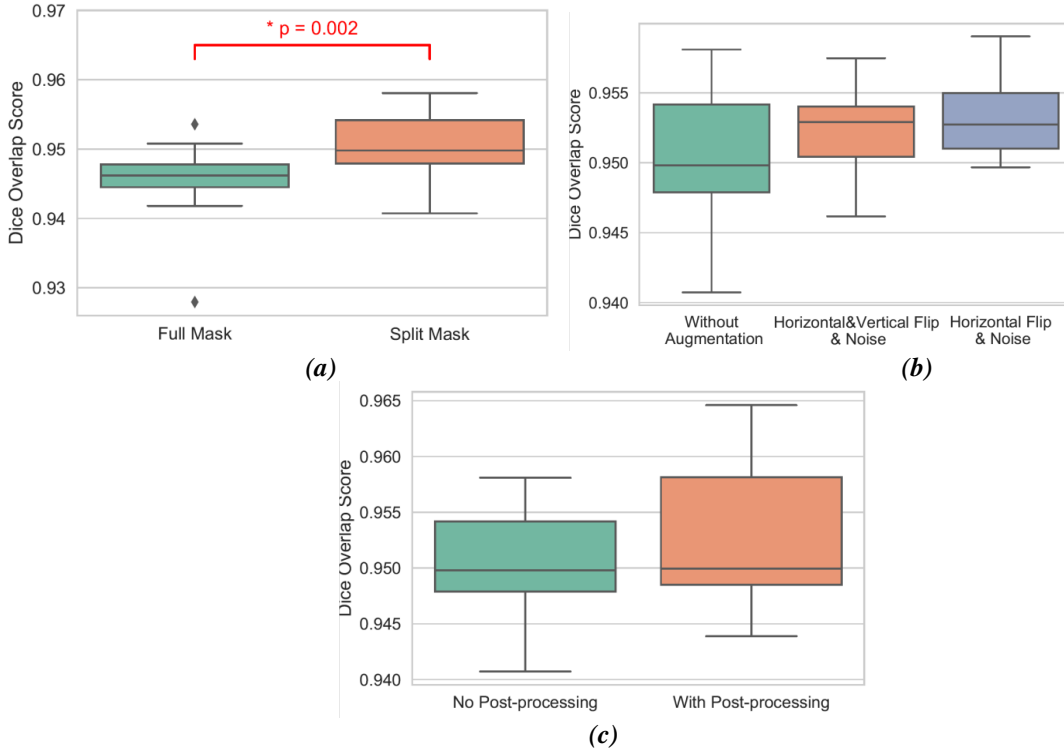 0.97
0.96
0.95
0.94
0.93
Dice Overlap Score
* p = 0.002
Full Mask
Split Mask
(a)
0.955
0.950
0.945
0.940
Dice Overlap Score
Without
Augmentation
Horizontal&Vertical Flip
& Noise
Horizontal Flip
& Noise
(b)
0.965
0.960
0.955
0.950
0.945
0.940
Dice Overlap Score
No Post-processing
With Post-processing
(c)